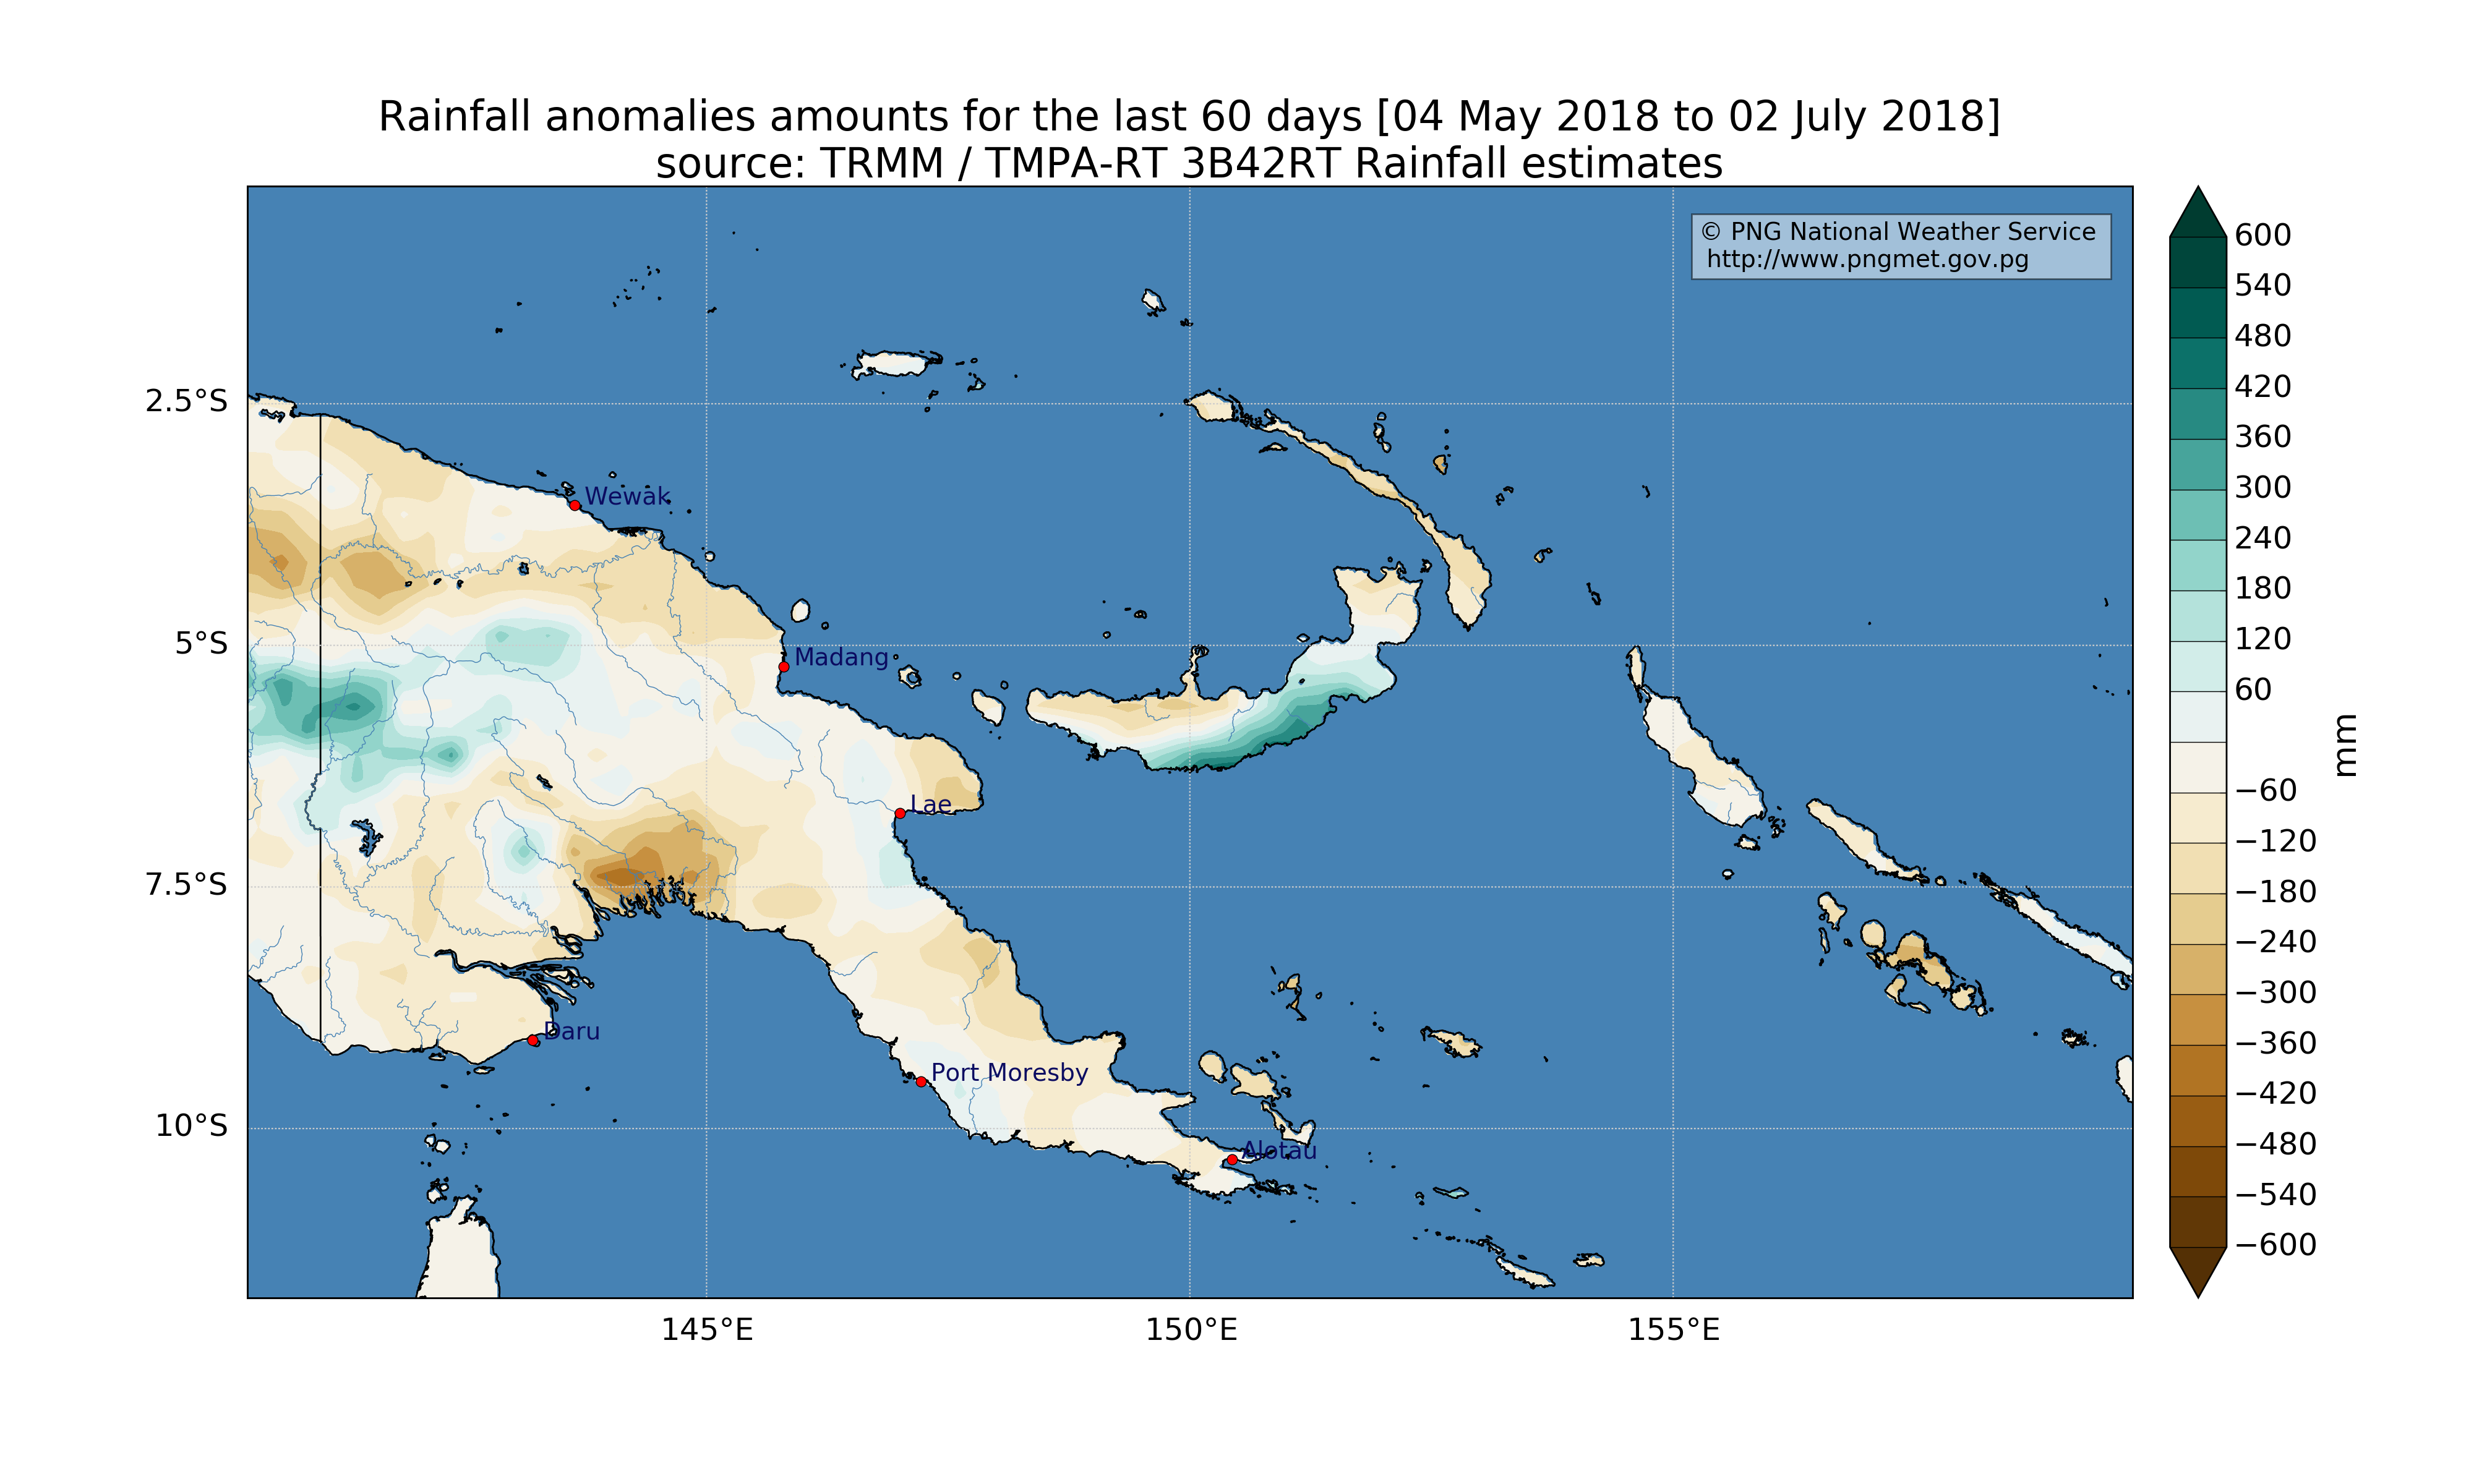 Rainfall anomalies amounts for the last 60 days [04 May 2018 to 02 July 2018]
source: TRMM / TMPA-RT 3B42RT Rainfall estimates
© PNG National Weather Service
http://www.pngmet.gov.pg
2.5°S
5°S
7.5°S
10°S
Wewak
Madang
Lae
Daru
Port Moresby
Alotau
145°E
150°E
155°E
600
540
480
420
360
300
240
180
120
60
−60
−120
−180
−240
−300
−360
−420
−480
−540
−600
mm